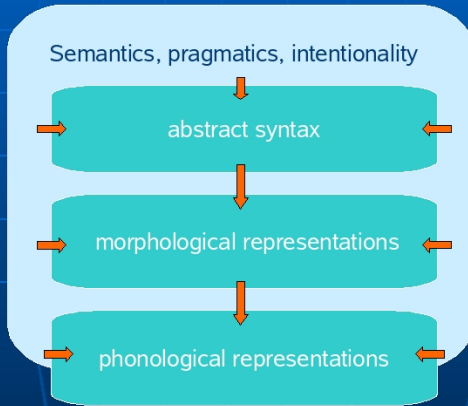 Semantics, pragmatics, intentionality
abstract syntax
morphological representations
phonological representations